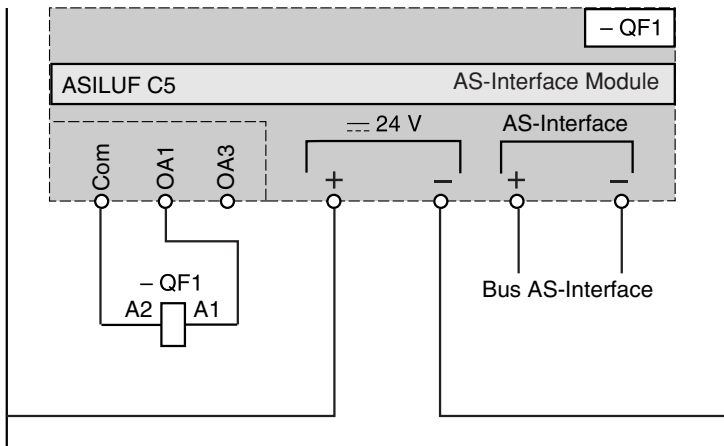 – QF1
ASILUF C5 AS-Interface Module
⎓ 24 V AS-Interface
Com OA1 OA3
+ – + –
– QF1
A2 A1
Bus AS-Interface